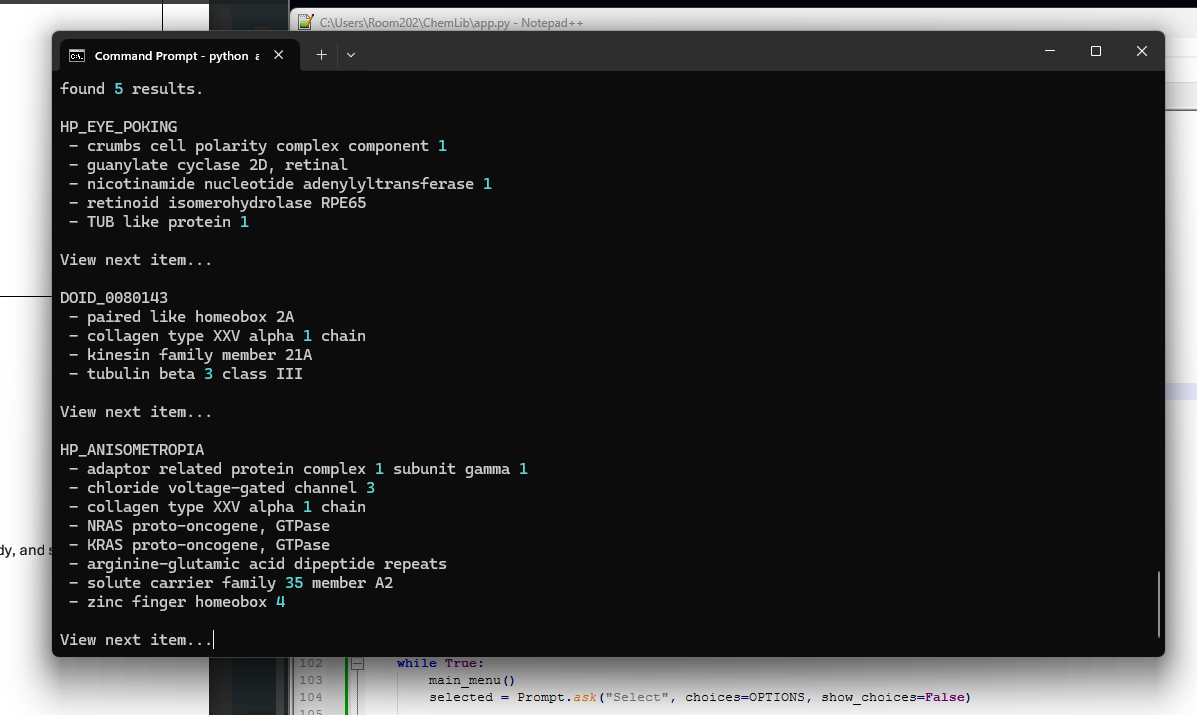 C:\Users\Room202\ChemLib\app.py - Notepad++
Command Prompt - python a
found 5 results.
HP_EYE_POKING
- crumbs cell polarity complex component 1
- guanylate cyclase 2D, retinal
- nicotinamide nucleotide adenylyltransferase 1
- retinoid isomerohydrolase RPE65
- TUB like protein 1
View next item...
DOID_0080143
- paired like homeobox 2A
- collagen type XXV alpha 1 chain
- kinesin family member 21A
- tubulin beta 3 class III
View next item...
HP_ANISOMETROPIA
- adaptor related protein complex 1 subunit gamma 1
- chloride voltage-gated channel 3
- collagen type XXV alpha 1 chain
- NRAS proto-oncogene, GTPase
- KRAS proto-oncogene, GTPase
- arginine-glutamic acid dipeptide repeats
- solute carrier family 35 member A2
- zinc finger homeobox 4
View next item...
dy, and s
102 while True:
103 main_menu()
104 selected = Prompt.ask("Select", choices=OPTIONS, show_choices=False)
105